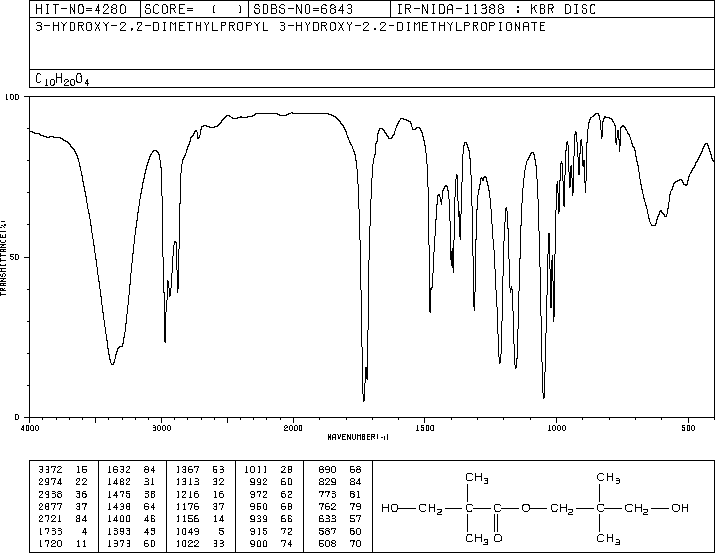 HIT-NO=4280 SCORE= ( ) SDBS-NO=6843 IR-NIDA-11388 : KBR DISC
3-HYDROXY-2,2-DIMETHYLPROPYL 3-HYDROXY-2,2-DIMETHYLPROPIONATE
C10H20O4
100
TRANSMITTANCE(%)
50
0
4000 3000 2000 1500 1000 500
WAVENUMBER(-1)
3372 16 1632 84 1367 53 1011 28 890 68
2974 22 1482 31 1313 32 992 60 829 84
2938 36 1475 38 1216 16 972 62 773 81
2877 37 1438 64 1176 37 950 68 762 79
2721 84 1400 46 1156 14 939 66 633 57
1733 4 1393 43 1049 5 915 72 587 60
1720 11 1373 60 1022 33 900 74 508 70
CH3 CH3
HO-CH2-C-C-O-CH2-C-CH2-OH
CH3 O CH3